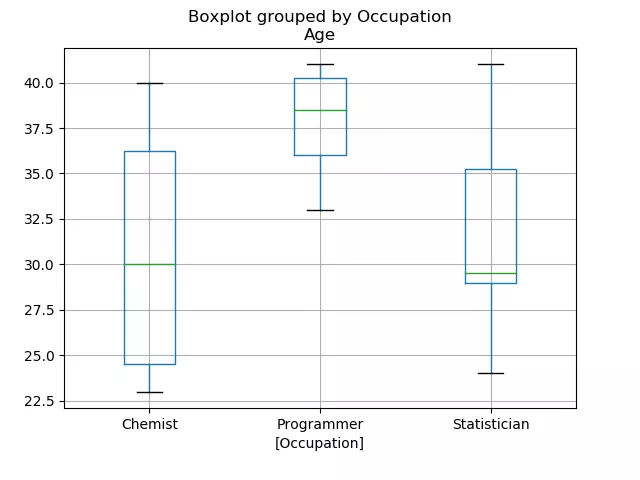 Boxplot grouped by Occupation
Age
40.0
37.5
35.0
32.5
30.0
27.5
25.0
22.5
Chemist Programmer Statistician
[Occupation]